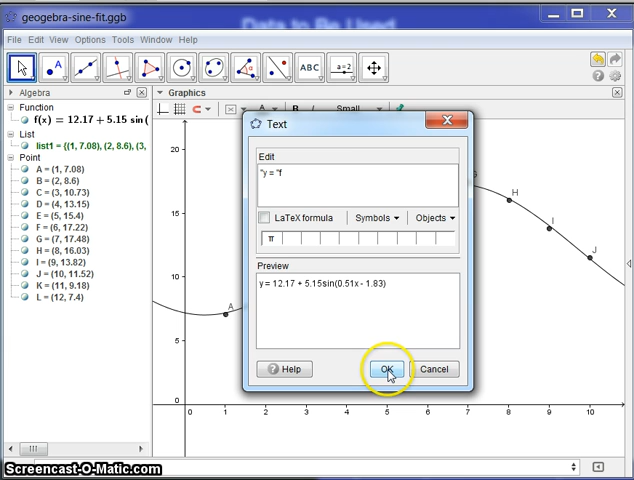 geogebra-sine-fit.ggb
Data to Be Used
File Edit View Options Tools Window Help
A
ABC
a=2
Algebra
Graphics
Function
f(x) = 12.17 + 5.15 sin(
List
list1 = {(1, 7.08), (2, 8.6), (3,
Point
A = (1, 7.08)
B = (2, 8.6)
C = (3, 10.73)
D = (4, 13.15)
E = (5, 15.4)
F = (6, 17.22)
G = (7, 17.48)
H = (8, 16.03)
I = (9, 13.82)
J = (10, 11.52)
K = (11, 9.18)
L = (12, 7.4)
A B I Small
20
15
10
5
0
1 2 3 4 5 6 7 8 9 10
A
G
H
I
J
Text
Edit
"y = "f
LaTeX formula Symbols Objects
π
Preview
y = 12.17 + 5.15sin(0.51x - 1.83)
Help
OK
Cancel
Screencast-O-Matic.com